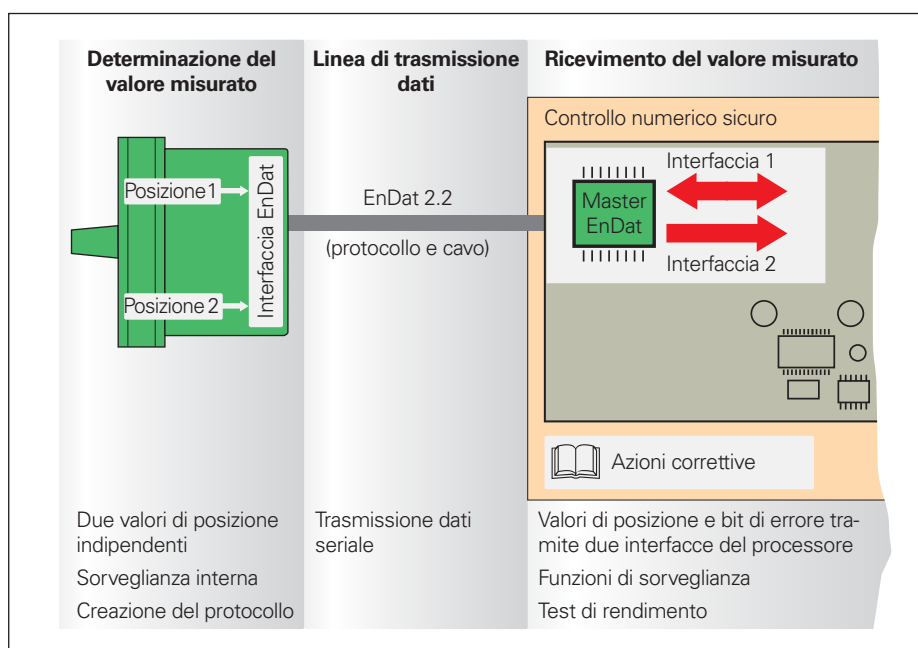 Determinazione del
valore misurato
Linea di trasmissione
dati
Ricevimento del valore misurato
Controllo numerico sicuro
Posizione 1
Posizione 2
Interfaccia EnDat
EnDat 2.2
(protocollo e cavo)
Master
EnDat
Interfaccia 1
Interfaccia 2
Azioni correttive
Due valori di posizione
indipendenti
Sorveglianza interna
Creazione del protocollo
Trasmissione dati
seriale
Valori di posizione e bit di errore tra-
mite due interfacce del processore
Funzioni di sorveglianza
Test di rendimento